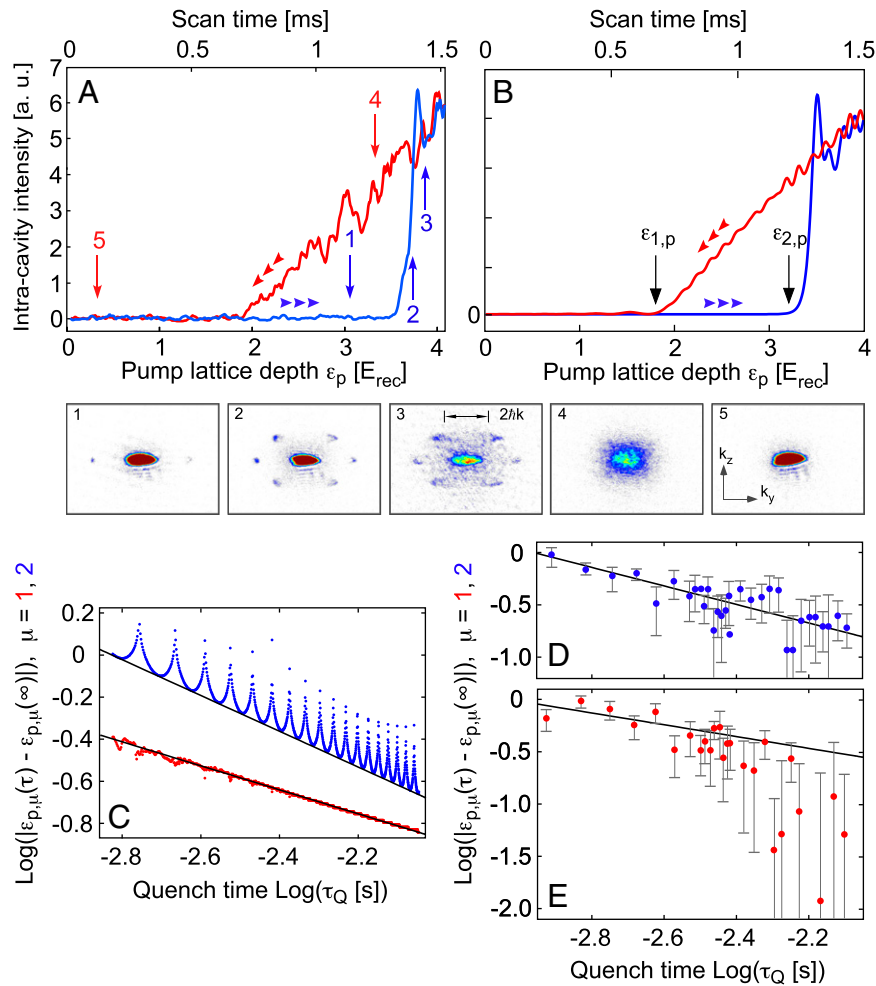 Scan time [ms]
0 0.5 1 1.5
A
Intra-cavity intensity [a. u.]
7
6
5
4
3
2
1
0
4
5
1
3
2
0 1 2 3 4
Pump lattice depth εp [Erec]
Scan time [ms]
0 0.5 1 1.5
B
ε1,p
ε2,p
0
0 1 2 3 4
Pump lattice depth εp [Erec]
1
2
3 2ħk
4
5
kz
ky
Log(|εp,μ(τ) - εp,μ(∞)|), μ = 1, 2
0.2
0
-0.2
-0.4
-0.6
-0.8
C
-2.8 -2.6 -2.4 -2.2
Quench time Log(τQ [s])
Log(|εp,μ(τ) - εp,μ(∞)|), μ = 1, 2
0
-0.5
-1.0
D
0
-0.5
-1.0
-1.5
-2.0
E
-2.8 -2.6 -2.4 -2.2
Quench time Log(τQ [s])